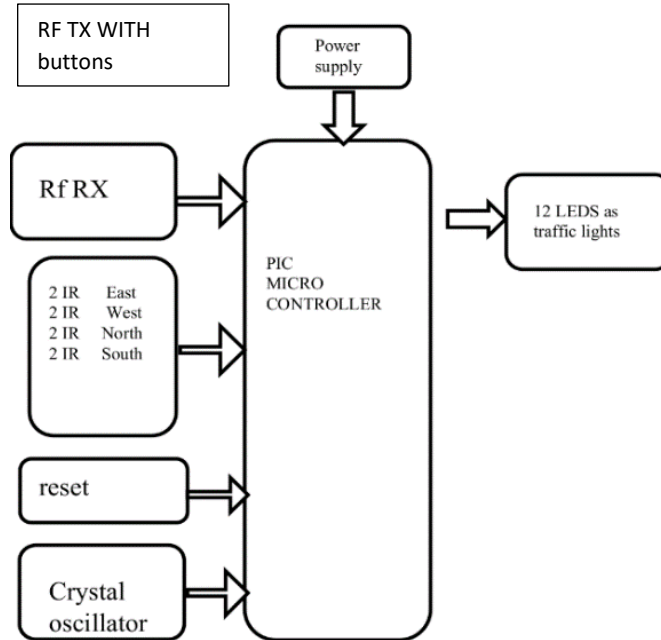 RF TX WITH
buttons
Power
supply
Rf RX
12 LEDS as
traffic lights
PIC
MICRO
CONTROLLER
2 IR East
2 IR West
2 IR North
2 IR South
reset
Crystal
oscillator